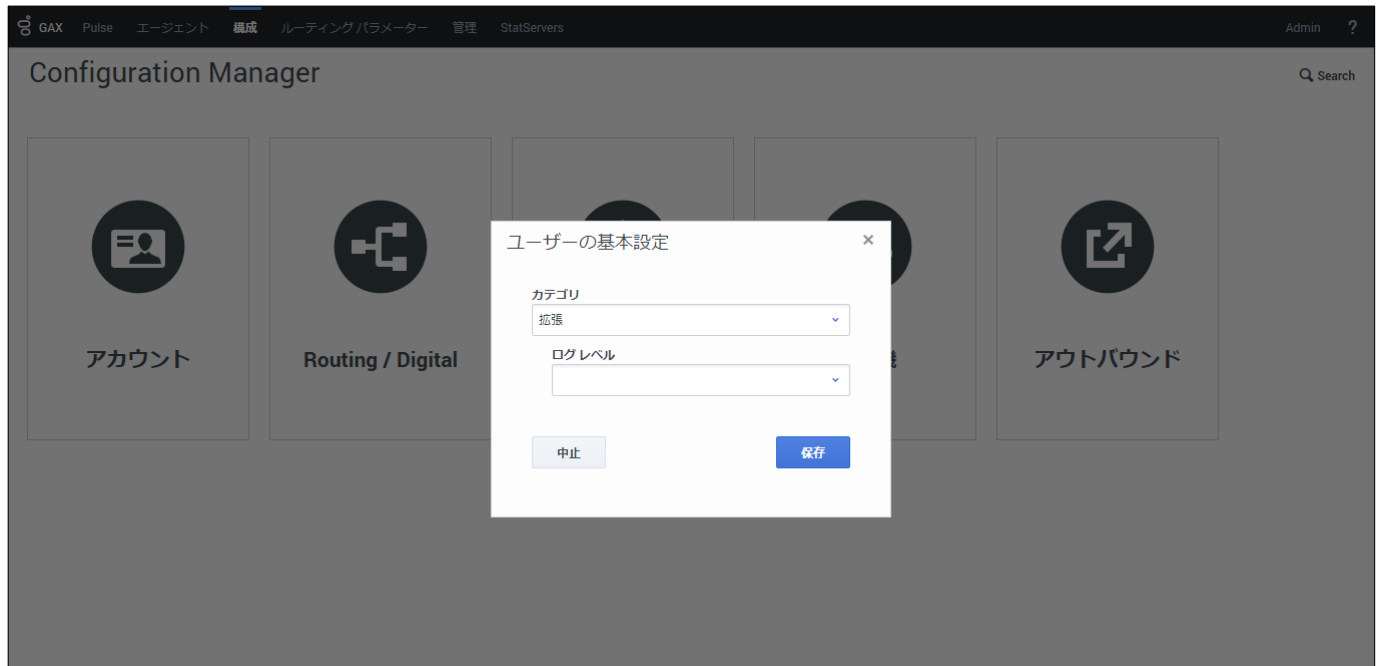 GAX Pulse エージェント 構成 ルーティング パラメーター 管理 StatServers Admin ?
Configuration Manager
Search
ユーザーの基本設定
カテゴリ
拡張
ログ レベル
アカウント
Routing / Digital
アウトバウンド
中止
保存